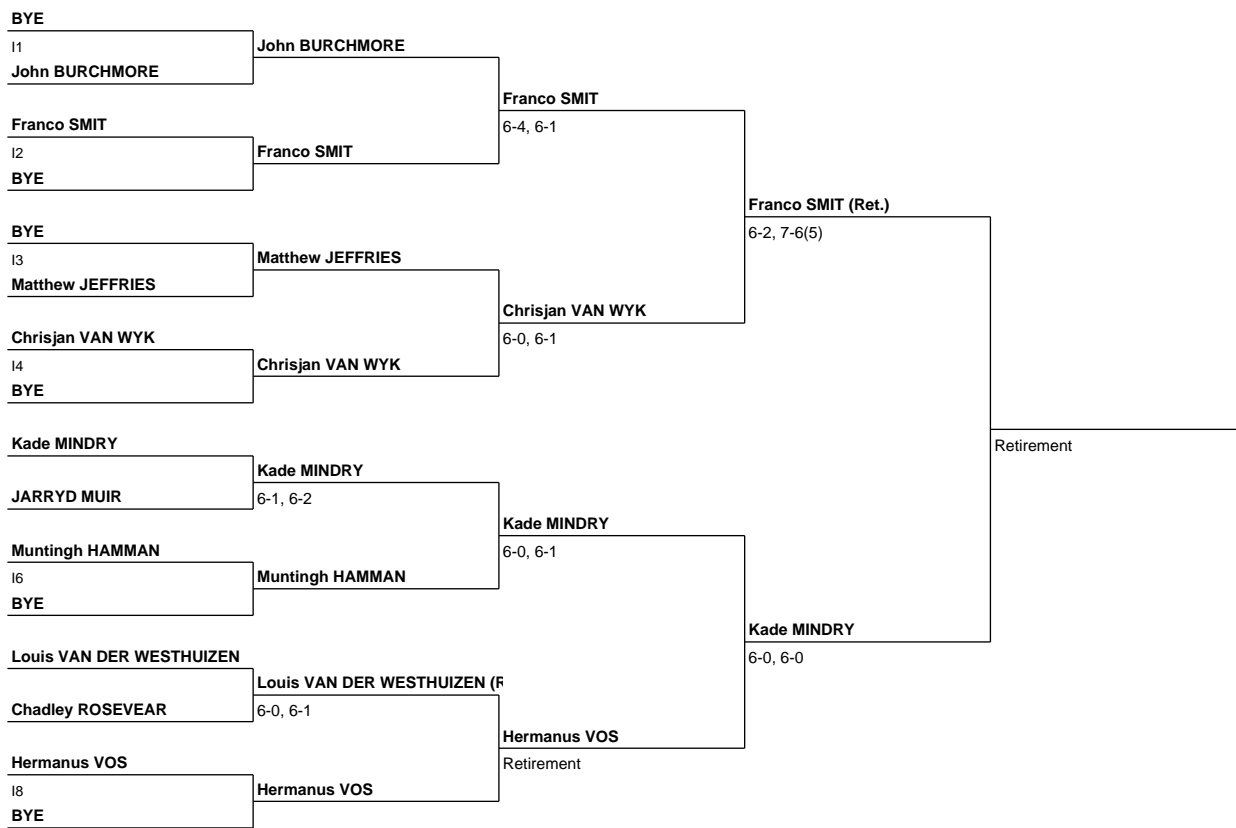 BYE
I1
John BURCHMORE
Franco SMIT
I2
BYE
BYE
I3
Matthew JEFFRIES
Chrisjan VAN WYK
I4
BYE
Kade MINDRY
JARRYD MUIR
Muntingh HAMMAN
I6
BYE
Louis VAN DER WESTHUIZEN
Chadley ROSEVEAR
Hermanus VOS
I8
BYE
John BURCHMORE
Franco SMIT
Matthew JEFFRIES
Chrisjan VAN WYK
Kade MINDRY
6-1, 6-2
Muntingh HAMMAN
Louis VAN DER WESTHUIZEN (R
6-0, 6-1
Hermanus VOS
Franco SMIT
6-4, 6-1
Chrisjan VAN WYK
6-0, 6-1
Kade MINDRY
6-0, 6-1
Hermanus VOS
Retirement
Franco SMIT (Ret.)
6-2, 7-6(5)
Kade MINDRY
6-0, 6-0
Retirement